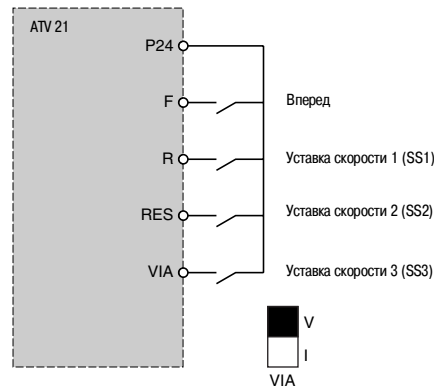 ATV 21
P24
F
Вперед
R
Уставка скорости 1 (SS1)
RES
Уставка скорости 2 (SS2)
VIA
Уставка скорости 3 (SS3)
V
I
VIA